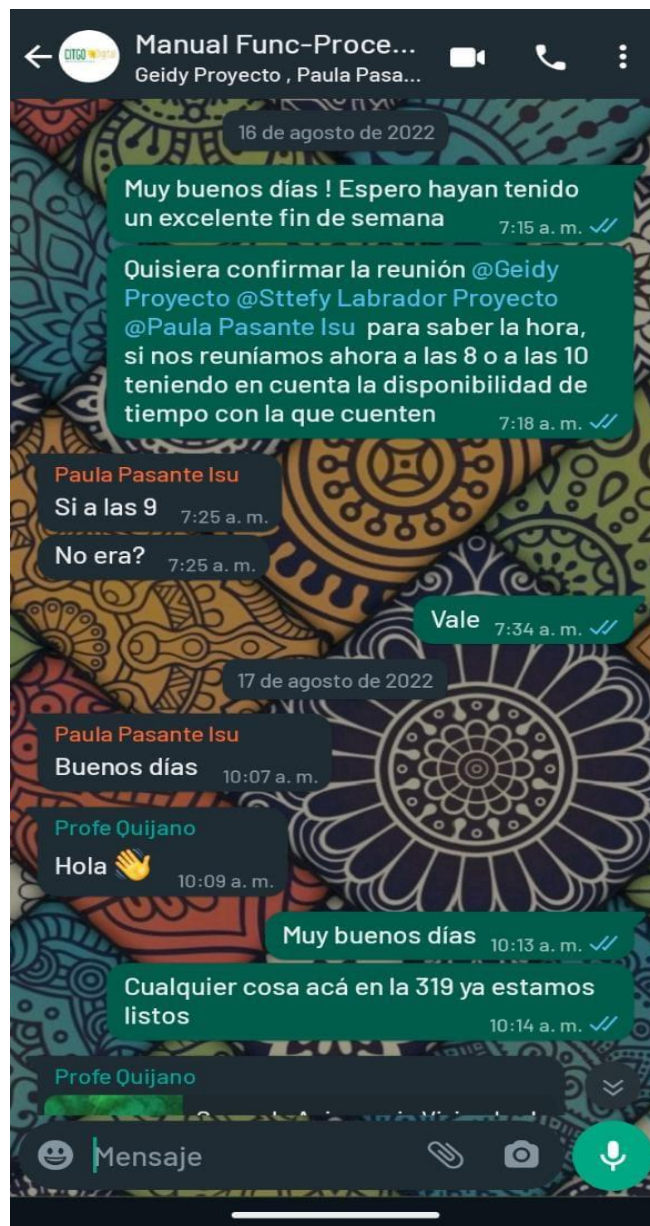 CITGO Digital
Manual Func-Proce...
Geidy Proyecto , Paula Pasa...
16 de agosto de 2022
Muy buenos días ! Espero hayan tenido
un excelente fin de semana
7:15 a. m.
Quisiera confirmar la reunión @Geidy
Proyecto @Sttefy Labrador Proyecto
@Paula Pasante Isu para saber la hora,
si nos reuníamos ahora a las 8 o a las 10
teniendo en cuenta la disponibilidad de
tiempo con la que cuenten
7:18 a. m.
Paula Pasante Isu
Si a las 9 7:25 a. m.
No era? 7:25 a. m.
Vale 7:34 a. m.
17 de agosto de 2022
Paula Pasante Isu
Buenos días 10:07 a. m.
Profe Quijano
Hola 👋 10:09 a. m.
Muy buenos días 10:13 a. m.
Cualquier cosa acá en la 319 ya estamos
listos
10:14 a. m.
Profe Quijano
Mensaje